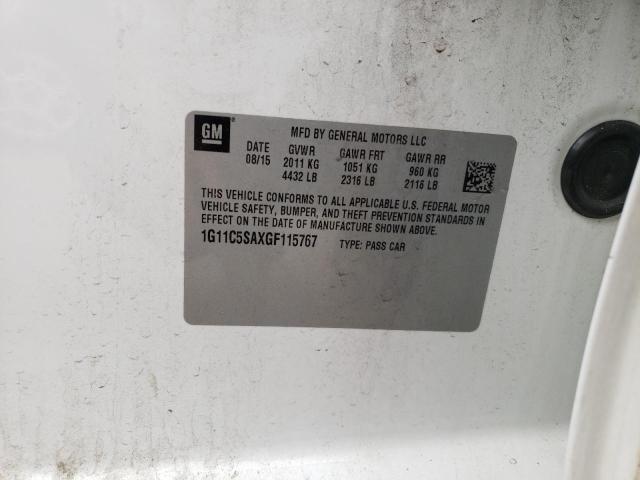 GM
MFD BY GENERAL MOTORS LLC
DATE GVWR GAWR FRT GAWR RR
08/15 2011 KG 1051 KG 960 KG
4432 LB 2316 LB 2116 LB
THIS VEHICLE CONFORMS TO ALL APPLICABLE U.S. FEDERAL MOTOR
VEHICLE SAFETY, BUMPER, AND THEFT PREVENTION STANDARDS IN
EFFECT ON THE DATE OF MANUFACTURE SHOWN ABOVE.
1G11C5SAXGF115767 TYPE: PASS CAR